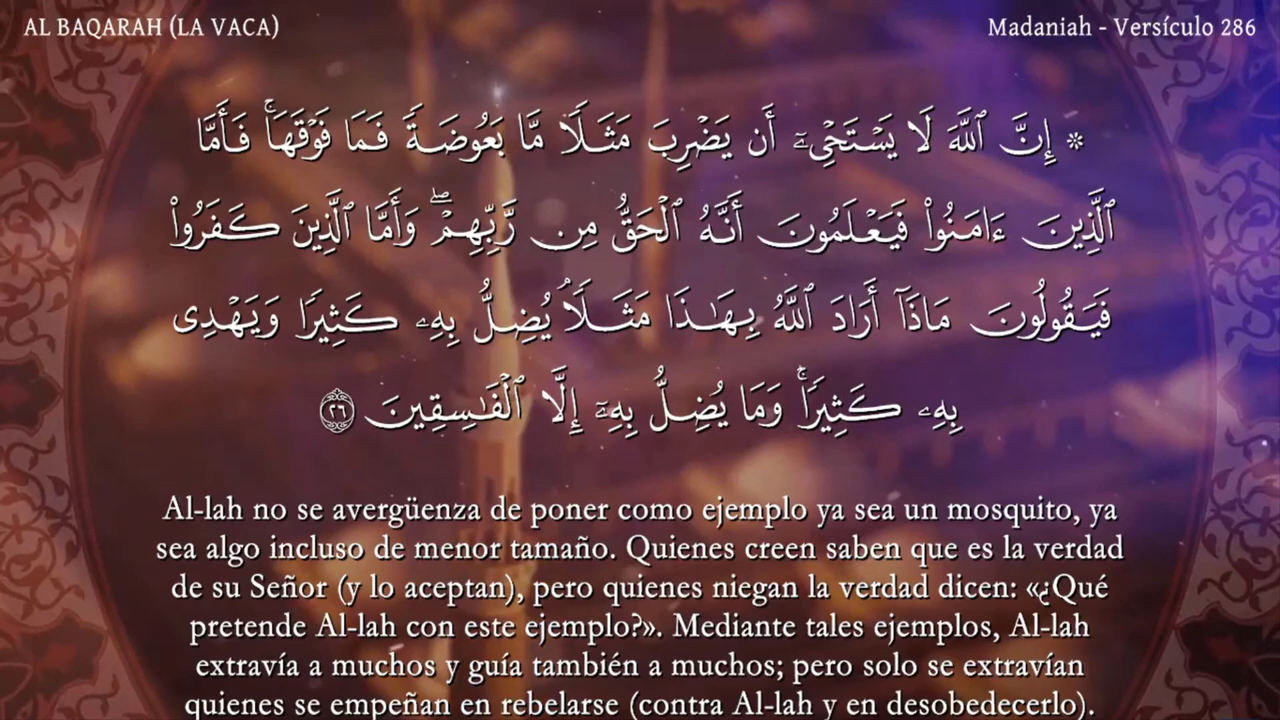 AL BAQARAH (LA VACA)
Madaniah - Versículo 286
۞ إِنَّ ٱللَّهَ لَا يَسْتَحْىِۦٓ أَن يَضْرِبَ مَثَلًا مَّا بَعُوضَةً فَمَا فَوْقَهَا ۚ فَأَمَّا
ٱلَّذِينَ ءَامَنُوا۟ فَيَعْلَمُونَ أَنَّهُ ٱلْحَقُّ مِن رَّبِّهِمْ ۖ وَأَمَّا ٱلَّذِينَ كَفَرُوا۟
فَيَقُولُونَ مَاذَآ أَرَادَ ٱللَّهُ بِهَـٰذَا مَثَلًا ۘ يُضِلُّ بِهِۦ كَثِيرًا وَيَهْدِى
بِهِۦ كَثِيرًا ۚ وَمَا يُضِلُّ بِهِۦٓ إِلَّا ٱلْفَـٰسِقِينَ ٢٦
Al-lah no se avergüenza de poner como ejemplo ya sea un mosquito, ya
sea algo incluso de menor tamaño. Quienes creen saben que es la verdad
de su Señor (y lo aceptan), pero quienes niegan la verdad dicen: «¿Qué
pretende Al-lah con este ejemplo?». Mediante tales ejemplos, Al-lah
extravía a muchos y guía también a muchos; pero solo se extravían
quienes se empeñan en rebelarse (contra Al-lah y en desobedecerlo).